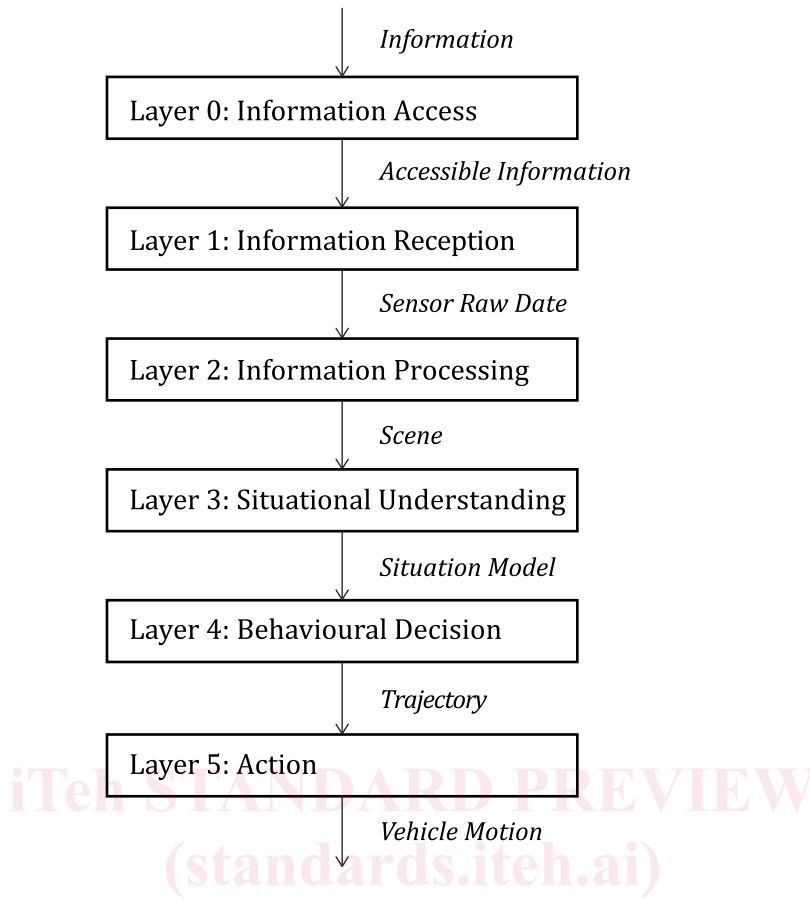 Information
Layer 0: Information Access
Accessible Information
Layer 1: Information Reception
Sensor Raw Date
Layer 2: Information Processing
Scene
Layer 3: Situational Understanding
Situation Model
Layer 4: Behavioural Decision
Trajectory
Layer 5: Action
iTeh STANDARD PREVIEW
Vehicle Motion
(standards.iteh.ai)